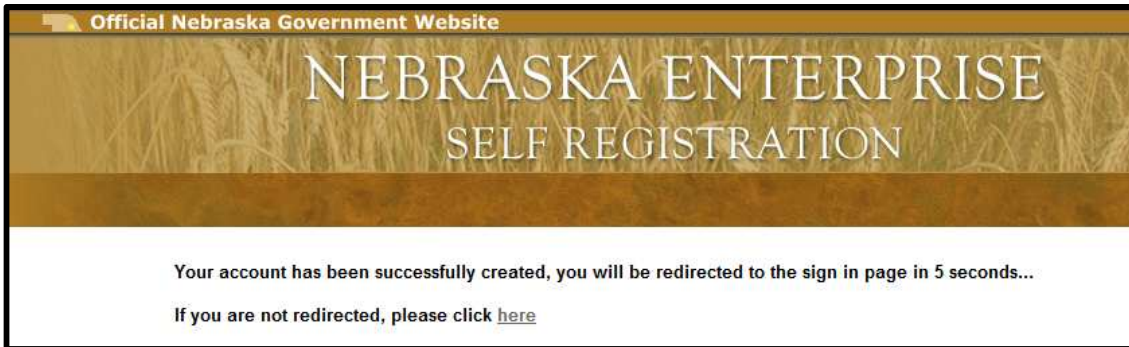 Official Nebraska Government Website
NEBRASKA ENTERPRISE
SELF REGISTRATION
Your account has been successfully created, you will be redirected to the sign in page in 5 seconds...
If you are not redirected, please click here